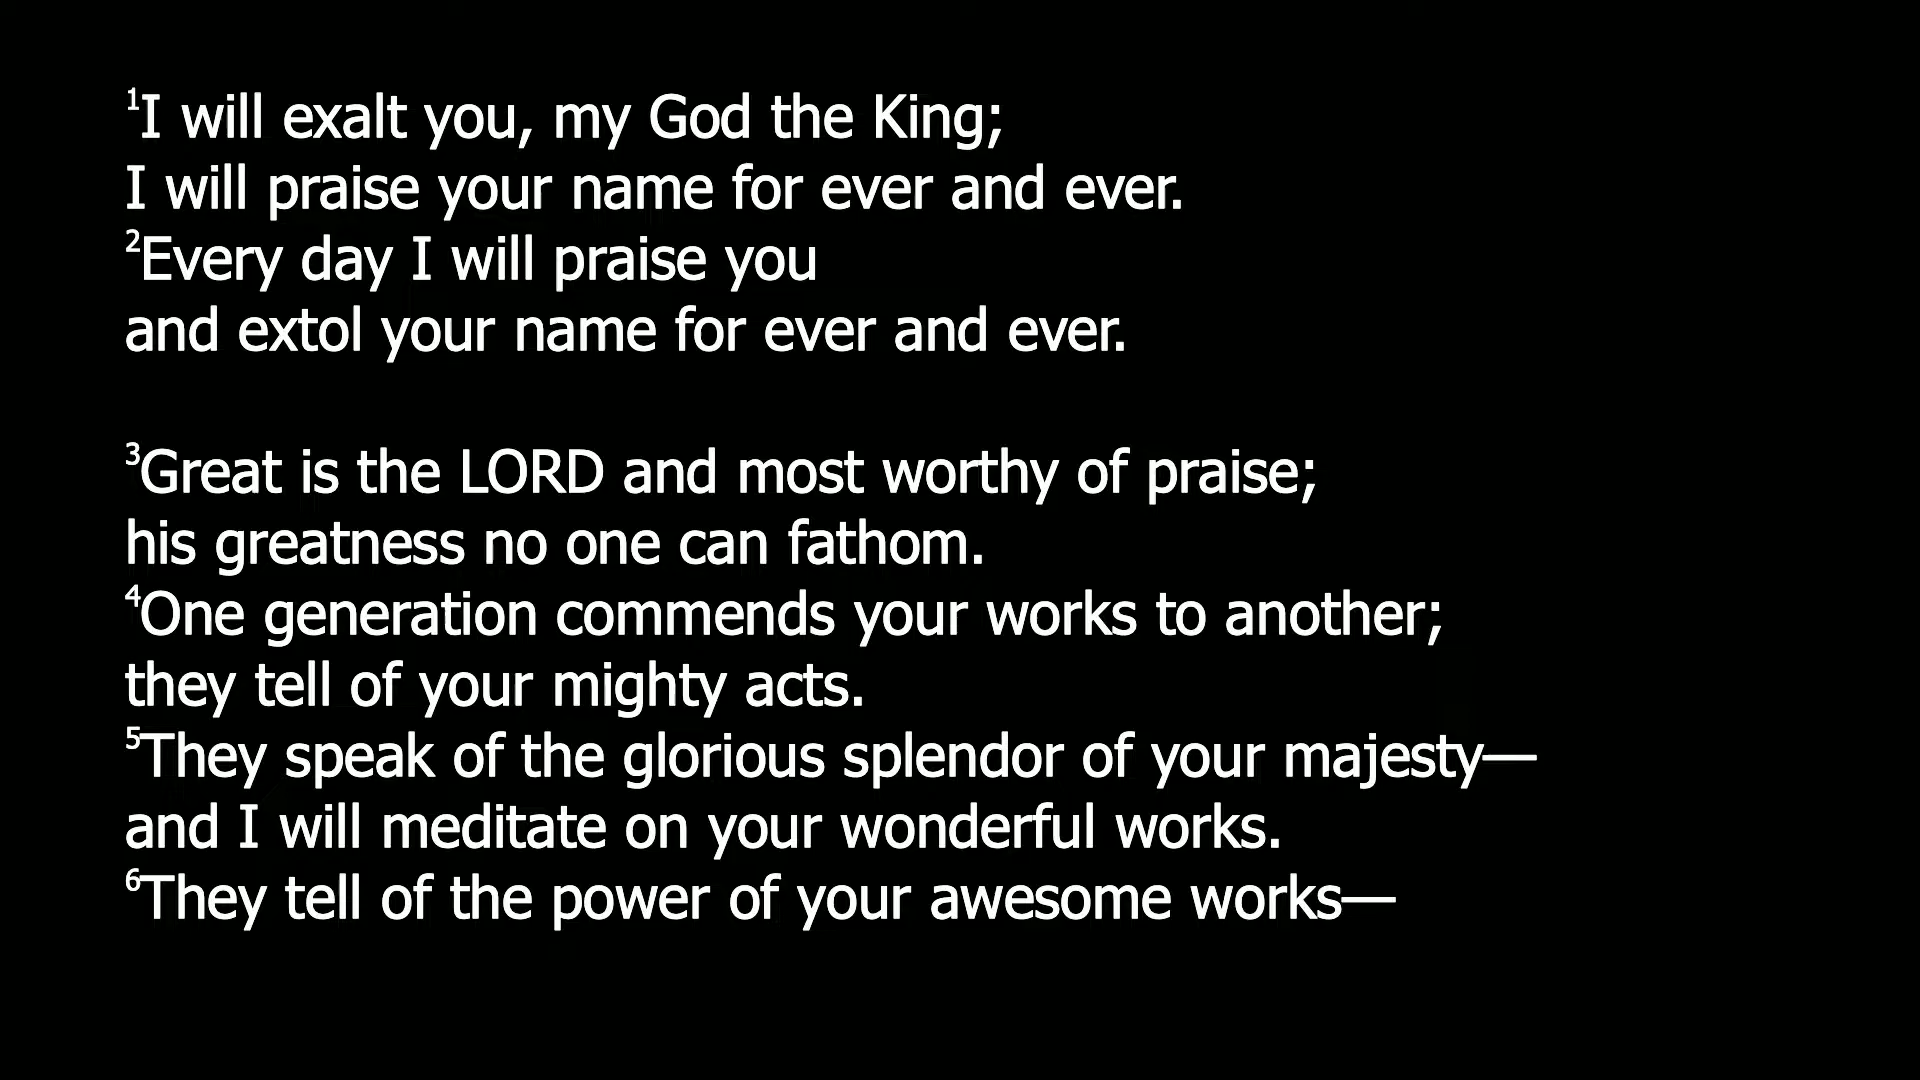 ¹I will exalt you, my God the King;
I will praise your name for ever and ever.
²Every day I will praise you
and extol your name for ever and ever.
³Great is the LORD and most worthy of praise;
his greatness no one can fathom.
⁴One generation commends your works to another;
they tell of your mighty acts.
⁵They speak of the glorious splendor of your majesty—
and I will meditate on your wonderful works.
⁶They tell of the power of your awesome works—